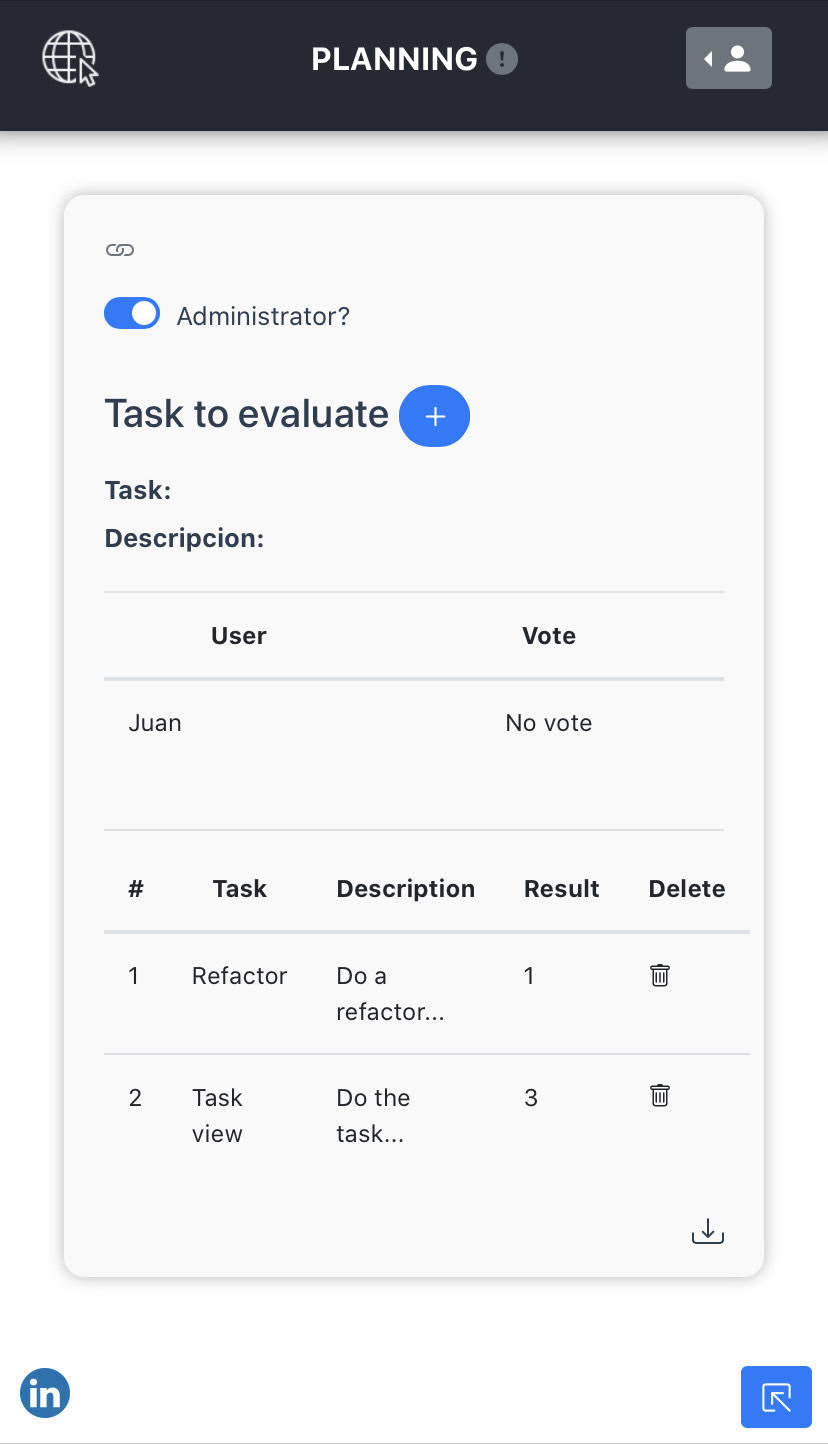 PLANNING !
Administrator?
Task to evaluate +
Task:
Descripcion:
User Vote
Juan No vote
# Task Description Result Delete
1 Refactor Do a 1
refactor...
2 Task Do the 3
view task...
in